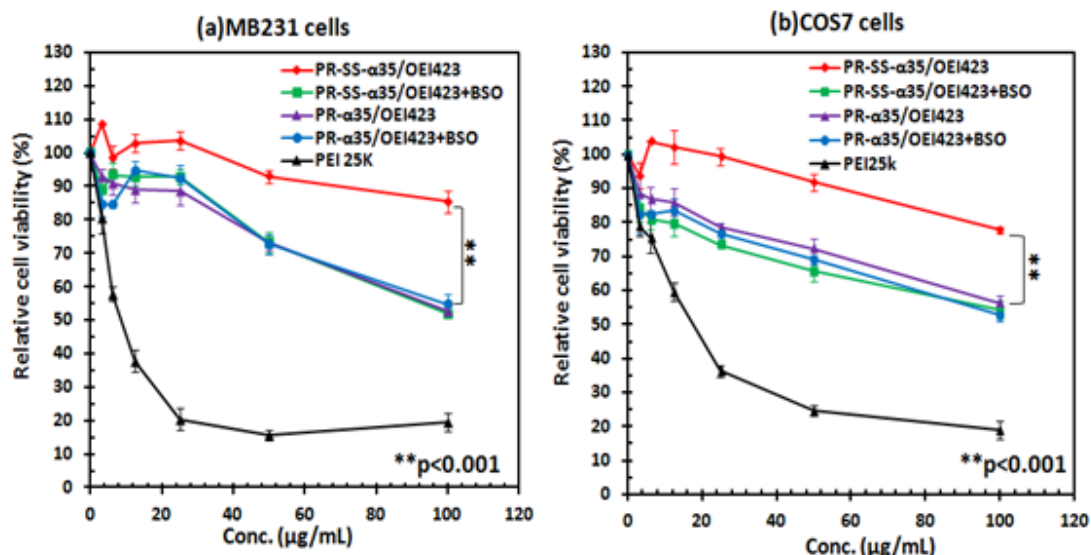 (a)MB231 cells
130
120
110
100
90
80
70
60
50
40
30
20
10
0
Relative cell viability (%)
PR-SS-α35/OEI423
PR-SS-α35/OEI423+BSO
PR-α35/OEI423
PR-α35/OEI423+BSO
PEI 25K
**
**p<0.001
0 20 40 60 80 100 120
Conc. (µg/mL)
(b)COS7 cells
130
120
110
100
90
80
70
60
50
40
30
20
10
0
Relative cell viability (%)
PR-SS-α35/OEI423
PR-SS-α35/OEI423+BSO
PR-α35/OEI423
PR-α35/OEI423+BSO
PEI25k
**
**p<0.001
0 20 40 60 80 100 120
Conc. (µg/mL)